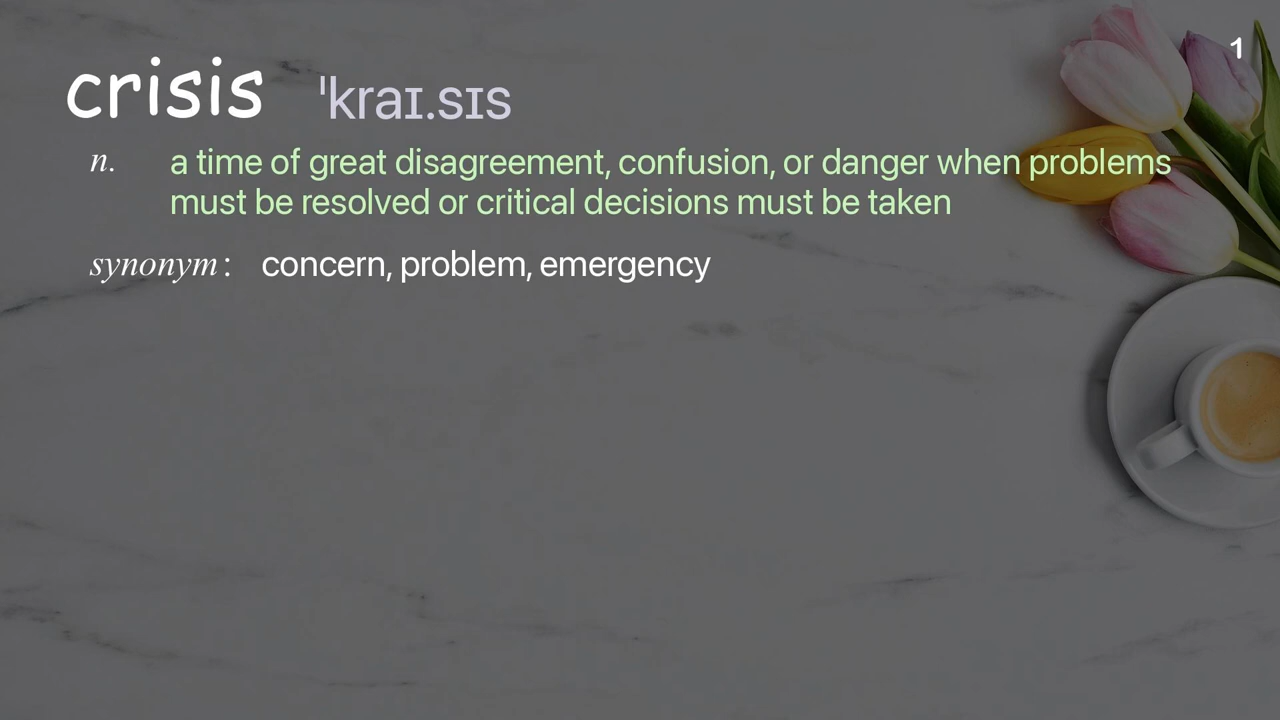 1
crisis ˈkraɪ.sɪs
n. a time of great disagreement, confusion, or danger when problems
must be resolved or critical decisions must be taken
synonym : concern, problem, emergency